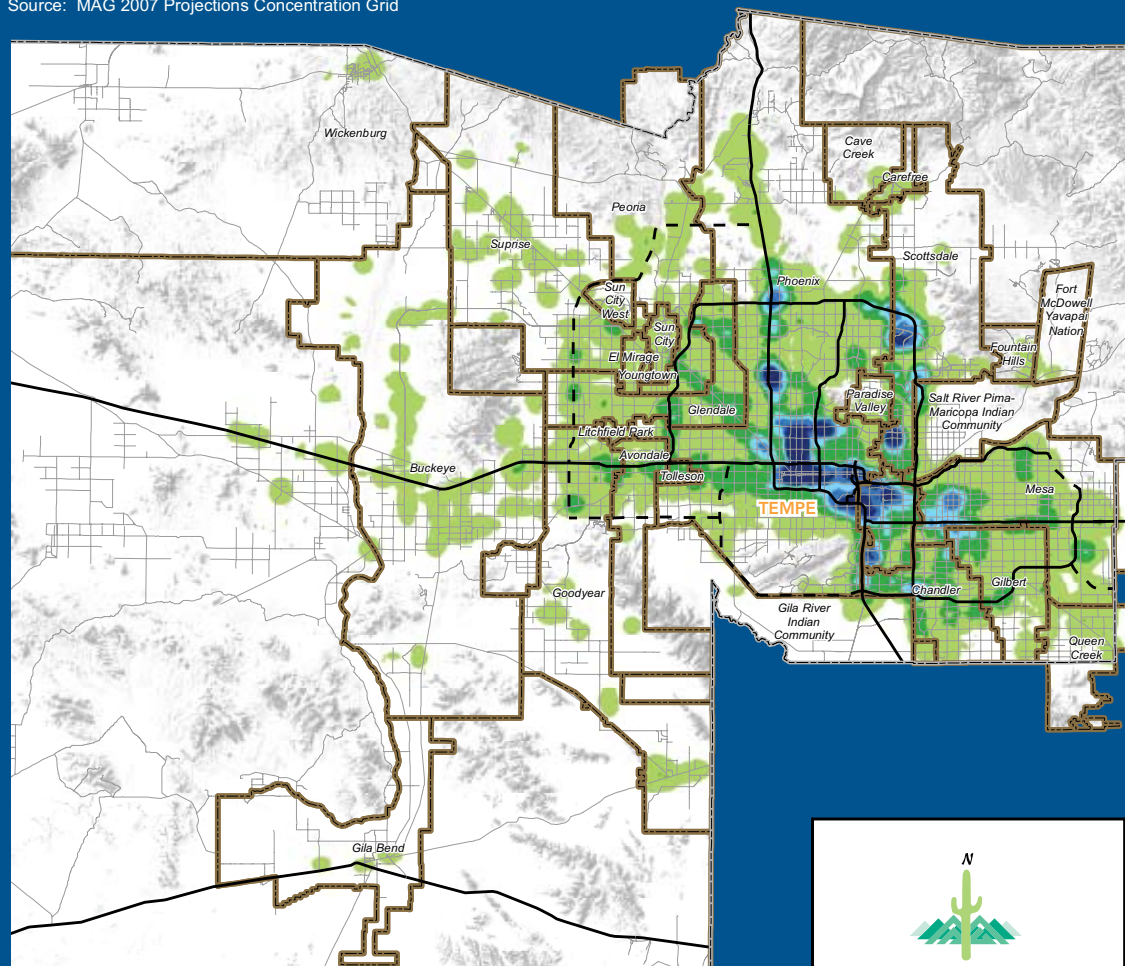 Source: MAG 2007 Projections Concentration Grid
Wickenburg
Cave
Creek
Carefree
Peoria
Suprise
Scottsdale
Phoenix
Sun
City
West
Fort
McDowell
Yavapai
Nation
Sun
City
El Mirage
Youngtown
Fountain
Hills
Paradise
Valley
Salt River Pima-
Maricopa Indian
Community
Glendale
Litchfield Park
Avondale
Buckeye
Tolleson
Mesa
TEMPE
Goodyear
Gila River
Indian
Community
Chandler
Gilbert
Queen
Creek
Gila Bend
N